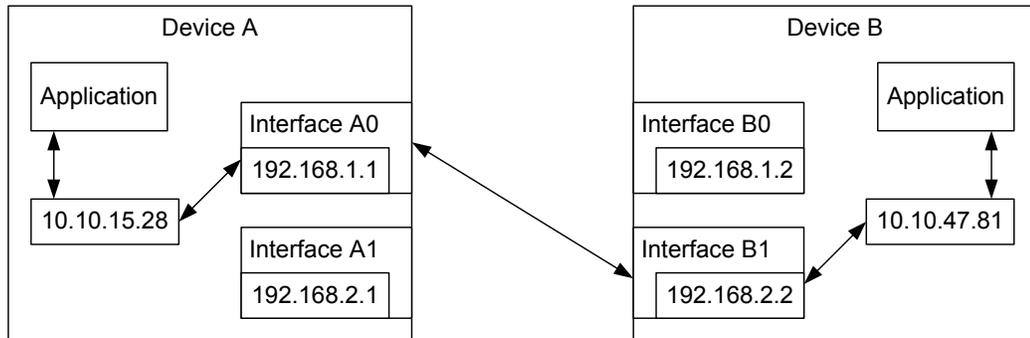 Device A
Application
Interface A0
192.168.1.1
10.10.15.28
Interface A1
192.168.2.1
Device B
Application
Interface B0
192.168.1.2
10.10.47.81
Interface B1
192.168.2.2